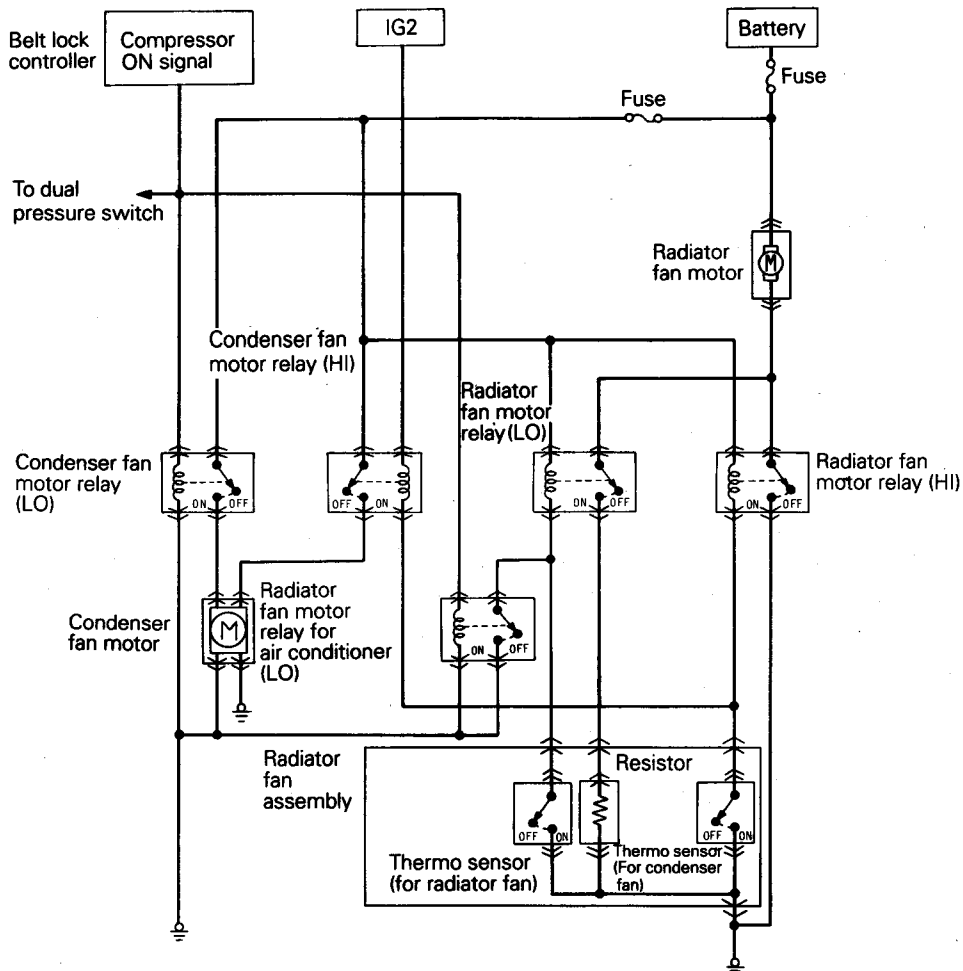 Belt lock
controller
Compressor
ON signal
IG2
Battery
Fuse
Fuse
To dual
pressure switch
Radiator
fan motor
M
Condenser fan
motor relay (HI)
Radiator
fan motor
relay (LO)
Condenser fan
motor relay
(LO)
ON OFF
OFF ON
ON OFF
ON OFF
Radiator fan
motor relay (HI)
Condenser
fan motor
M
Radiator
fan motor
relay for
air conditioner
(LO)
ON OFF
Radiator
fan
assembly
Resistor
OFF ON
OFF ON
Thermo sensor
(for radiator fan)
Thermo sensor
(For condenser
fan)